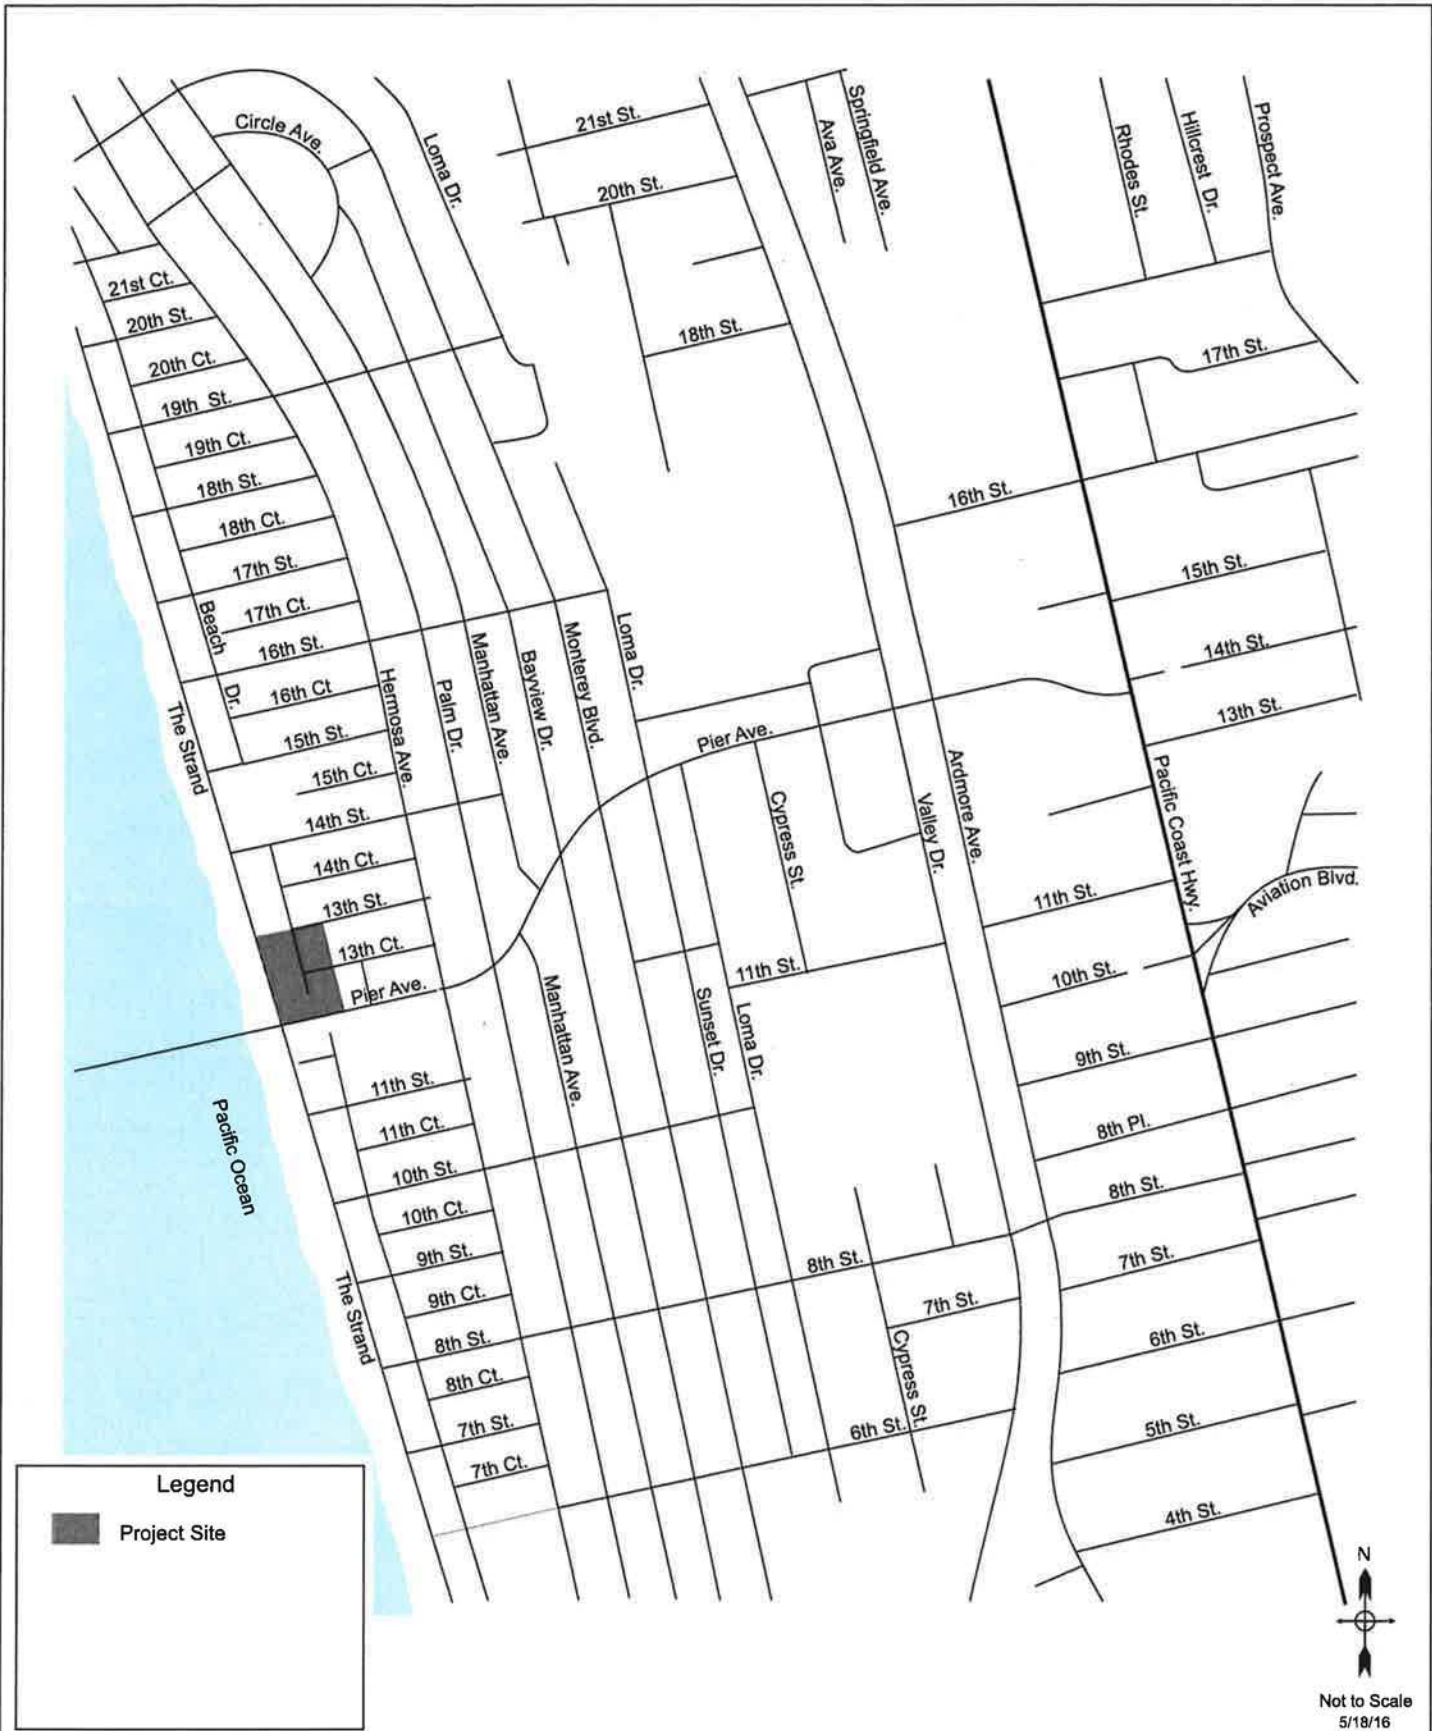 Circle Ave.
Loma Dr.
21st St.
20th St.
Ava Ave.
Springfield Ave.
Rhodes St.
Hillcrest Dr.
Prospect Ave.
21st Ct.
20th St.
20th Ct.
19th St.
19th Ct.
18th St.
18th Ct.
17th St.
17th Ct.
16th St.
16th Ct
15th St.
15th Ct.
14th St.
14th Ct.
13th St.
13th Ct.
Pier Ave.
18th St.
17th St.
16th St.
15th St.
14th St.
13th St.
Beach
Dr.
The Strand
Hermosa Ave.
Palm Dr.
Manhattan Ave.
Bayview Dr.
Monterey Blvd.
Loma Dr.
Pier Ave.
Cypress St.
Valley Dr.
Ardmore Ave.
Pacific Coast Hwy.
Aviation Blvd.
11th St.
10th St.
9th St.
8th Pl.
8th St.
7th St.
6th St.
5th St.
4th St.
11th St.
Manhattan Ave.
Sunset Dr.
Loma Dr.
Pacific Ocean
11th St.
11th Ct.
10th St.
10th Ct.
9th St.
9th Ct.
8th St.
8th Ct.
7th St.
7th Ct.
The Strand
8th St.
7th St.
Cypress St.
6th St.
Legend
Project Site
N
Not to Scale
5/18/16